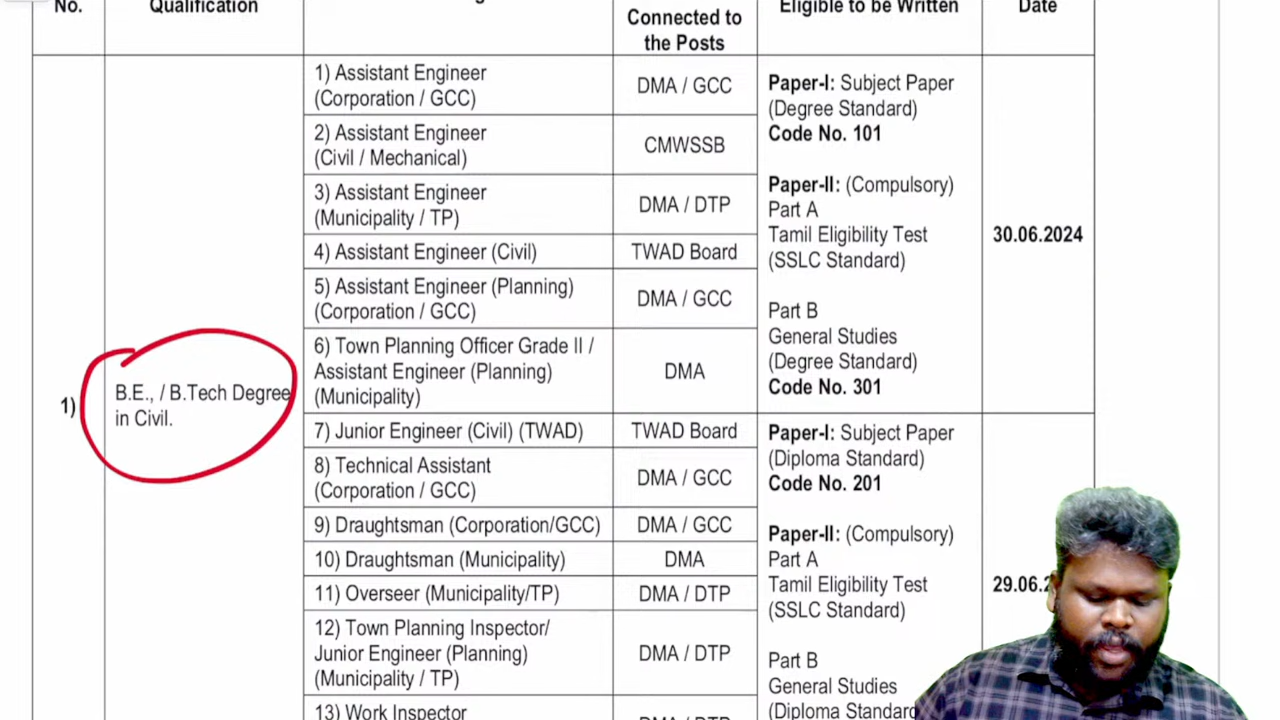 No.
Qualification
Connected to
the Posts
Eligible to be Written
Date
1)
B.E., / B.Tech Degree
in Civil.
1) Assistant Engineer
(Corporation / GCC)
DMA / GCC
2) Assistant Engineer
(Civil / Mechanical)
CMWSSB
3) Assistant Engineer
(Municipality / TP)
DMA / DTP
4) Assistant Engineer (Civil)
TWAD Board
5) Assistant Engineer (Planning)
(Corporation / GCC)
DMA / GCC
6) Town Planning Officer Grade II /
Assistant Engineer (Planning)
(Municipality)
DMA
Paper-I: Subject Paper
(Degree Standard)
Code No. 101
Paper-II: (Compulsory)
Part A
Tamil Eligibility Test
(SSLC Standard)
Part B
General Studies
(Degree Standard)
Code No. 301
30.06.2024
7) Junior Engineer (Civil) (TWAD)
TWAD Board
8) Technical Assistant
(Corporation / GCC)
DMA / GCC
9) Draughtsman (Corporation/GCC)
DMA / GCC
10) Draughtsman (Municipality)
DMA
11) Overseer (Municipality/TP)
DMA / DTP
12) Town Planning Inspector/
Junior Engineer (Planning)
(Municipality / TP)
DMA / DTP
13) Work Inspector
DMA / DTP
Paper-I: Subject Paper
(Diploma Standard)
Code No. 201
Paper-II: (Compulsory)
Part A
Tamil Eligibility Test
(SSLC Standard)
Part B
General Studies
(Diploma Standard
29.06.2